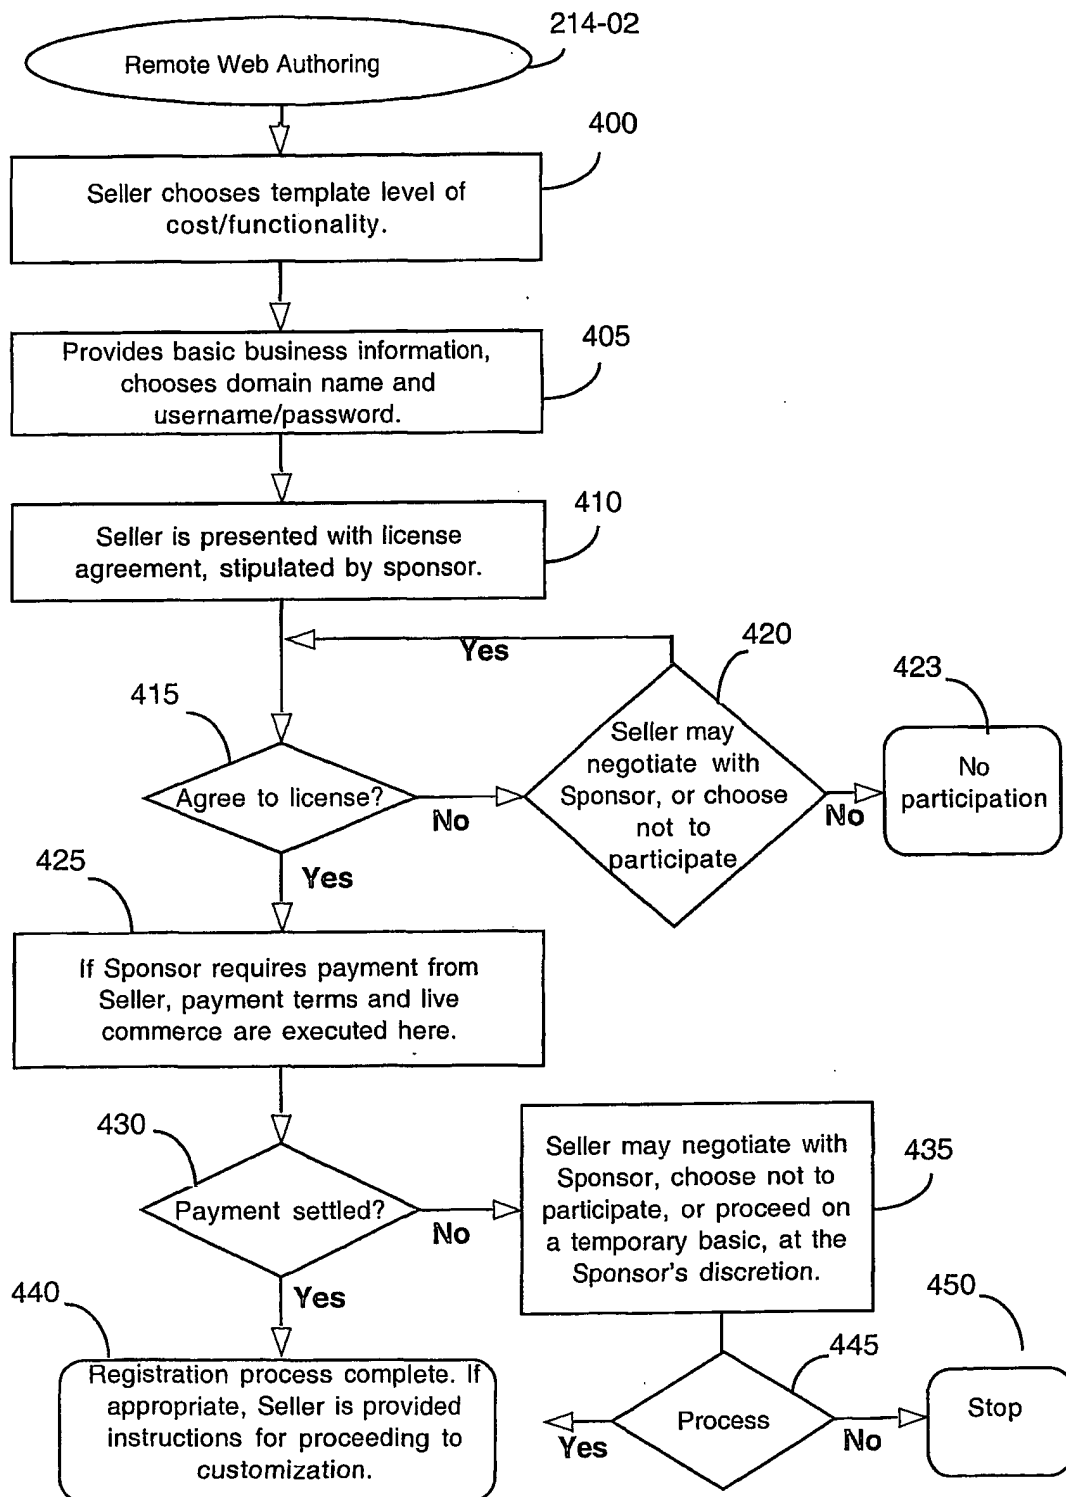 214-02
Remote Web Authoring
400
Seller chooses template level of
cost/functionality.
405
Provides basic business information,
chooses domain name and
username/password.
410
Seller is presented with license
agreement, stipulated by sponsor.
Yes
420
415
423
Seller may
negotiate with
Sponsor, or choose
not to
participate
Agree to license?
No
No
No
participation
425
Yes
If Sponsor requires payment from
Seller, payment terms and live
commerce are executed here.
430
Payment settled?
No
Seller may negotiate with
Sponsor, choose not to
participate, or proceed on
a temporary basic, at the
Sponsor's discretion.
435
440
Yes
Registration process complete. If
appropriate, Seller is provided
instructions for proceeding to
customization.
445
Process
Yes
No
450
Stop